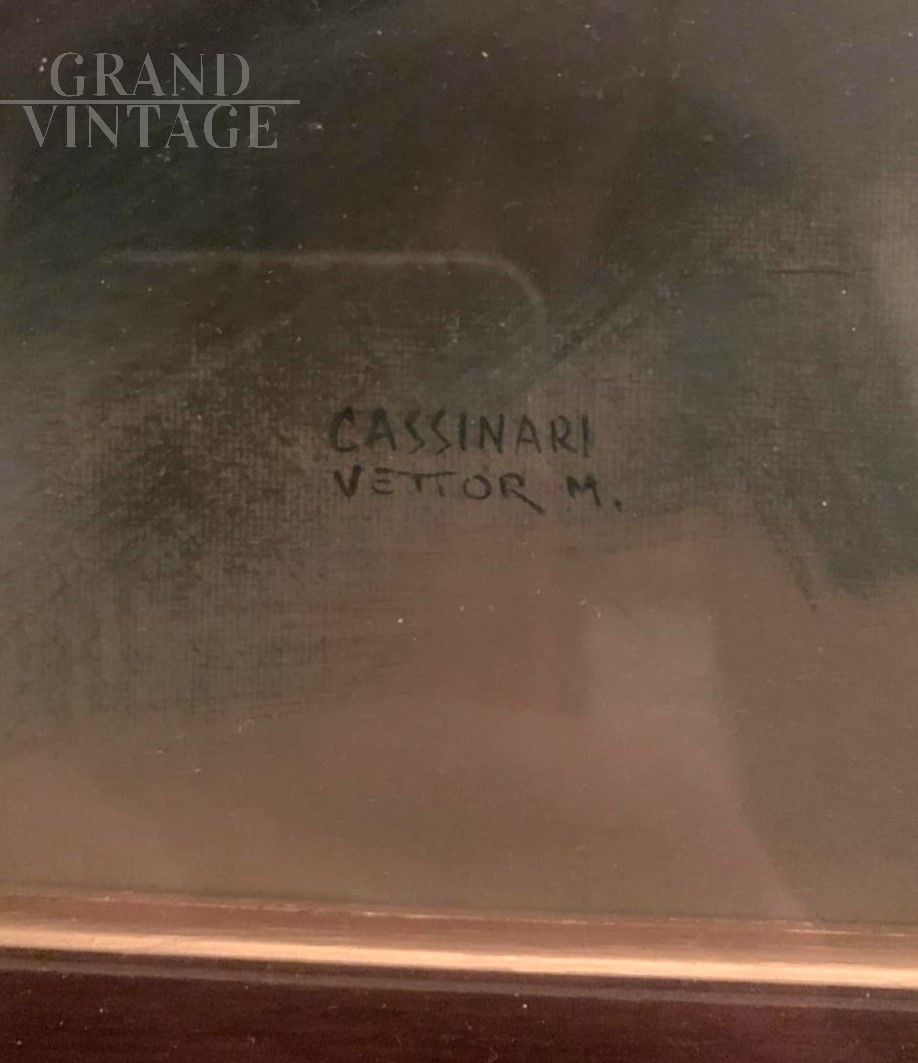 GRAND
VINTAGE
CASSINARI
VETTOR M.